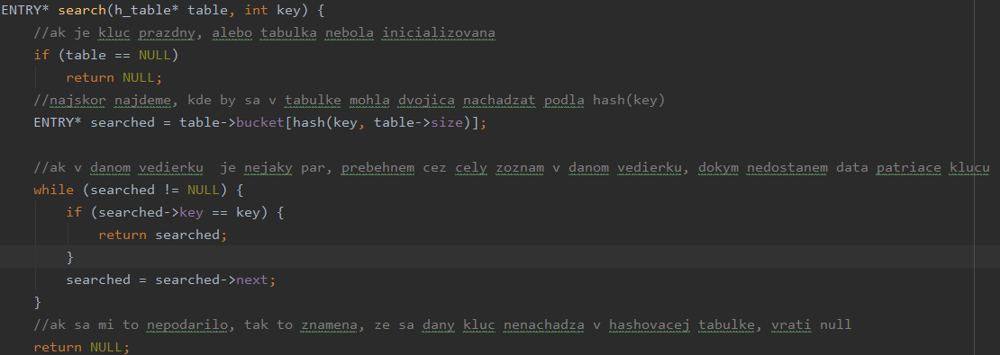 ENTRY* search(h_table* table, int key) {
    //ak je kluc prazdny, alebo tabulka nebola inicializovana
    if (table == NULL)
        return NULL;
    //najskor najdeme, kde by sa v tabulke mohla dvojica nachadzat podla hash(key)
    ENTRY* searched = table->bucket[hash(key, table->size)];

    //ak v danom vedierku  je nejaky par, prebehnem cez cely zoznam v danom vedierku, dokym nedostanem data patriace klucu
    while (searched != NULL) {
        if (searched->key == key) {
            return searched;
        }
        searched = searched->next;
    }
    //ak sa mi to nepodarilo, tak to znamena, ze sa dany kluc nenachadza v hashovacej tabulke, vrati null
    return NULL;